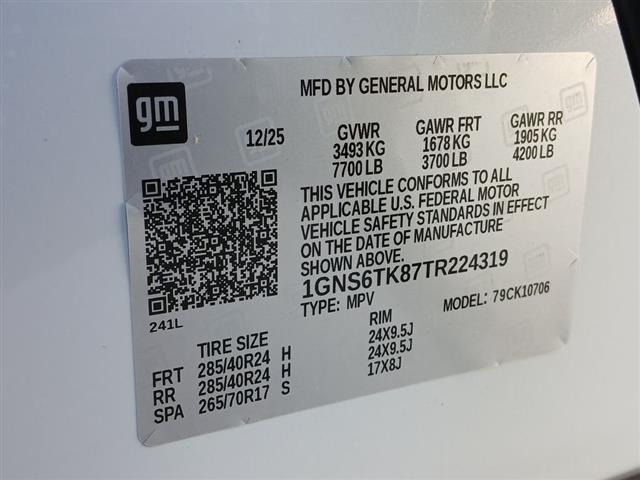 gm
MFD BY GENERAL MOTORS LLC
12/25 GVWR GAWR FRT GAWR RR
3493 KG 1678 KG 1905 KG
7700 LB 3700 LB 4200 LB
THIS VEHICLE CONFORMS TO ALL
APPLICABLE U.S. FEDERAL MOTOR
VEHICLE SAFETY STANDARDS IN EFFECT
ON THE DATE OF MANUFACTURE
SHOWN ABOVE.
1GNS6TK87TR224319
TYPE: MPV MODEL: 79CK10706
241L
TIRE SIZE RIM
FRT 285/40R24 H 24X9.5J
RR 285/40R24 H 24X9.5J
SPA 265/70R17 S 17X8J